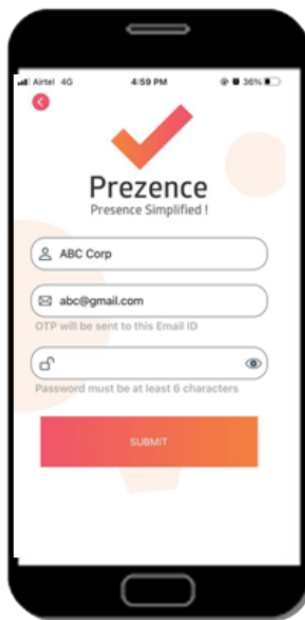 Airtel 4G 4:59 PM 36%
Prezence
Presence Simplified !
ABC Corp
abc@gmail.com
OTP will be sent to this Email ID
Password must be at least 6 characters
SUBMIT